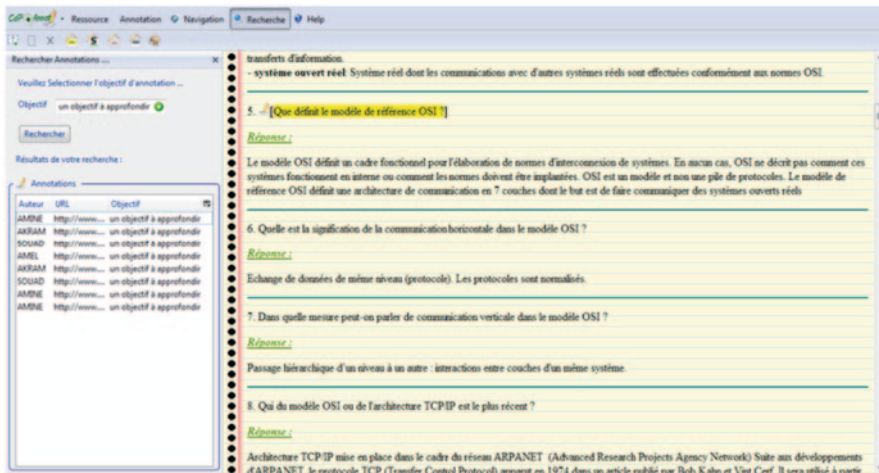 Ressource Annotation Navigation Recherche Help
Rechercher Annotations ... x
Veuillez Selectionner l'objectif d'annotation ...
Objectif un objectif à approfondir
Rechercher
Résultats de votre recherche :
Annotations
Auteur URL Objectif
AMINE http://www.... un objectif à approfondir
AKRAM http://www.... un objectif à approfondir
SOUAD http://www.... un objectif à approfondir
AMEL http://www.... un objectif à approfondir
AKRAM http://www.... un objectif à approfondir
SOUAD http://www.... un objectif à approfondir
AMINE http://www.... un objectif à approfondir
AMINE http://www.... un objectif à approfondir
transferts d'information.
- système ouvert réel: Système réel dont les communications avec d'autres systèmes réels sont effectuées conformément aux normes OSI.
5. [Que définit le modèle de référence OSI ?]
Réponse :
Le modèle OSI définit un cadre fonctionnel pour l'élaboration de normes d'interconnexion de systèmes. En aucun cas, OSI ne décrit pas comment ces
systèmes fonctionnent en interne ou comment les normes doivent être implantées. OSI est un modèle et non une pile de protocoles. Le modèle de
référence OSI définit une architecture de communication en 7 couches dont le but est de faire communiquer des systèmes ouverts réels
6. Quelle est la signification de la communication horizontale dans le modèle OSI ?
Réponse :
Echange de données de même niveau (protocole). Les protocoles sont normalisés.
7. Dans quelle mesure peut-on parler de communication verticale dans le modèle OSI ?
Réponse :
Passage hiérarchique d'un niveau à un autre : interactions entre couches d'un même système.
8. Qui du modèle OSI ou de l'architecture TCP/IP est le plus récent ?
Réponse :
Architecture TCP/IP mise en place dans le cadre du réseau ARPANET (Advanced Research Projects Agency Network) Suite aux développements
d'ARPANET, le protocole TCP (Transfer Control Protocol) apparut en 1974 dans un article publié par Bob Kahn et Vint Cerf. Il sera utilisé à partir